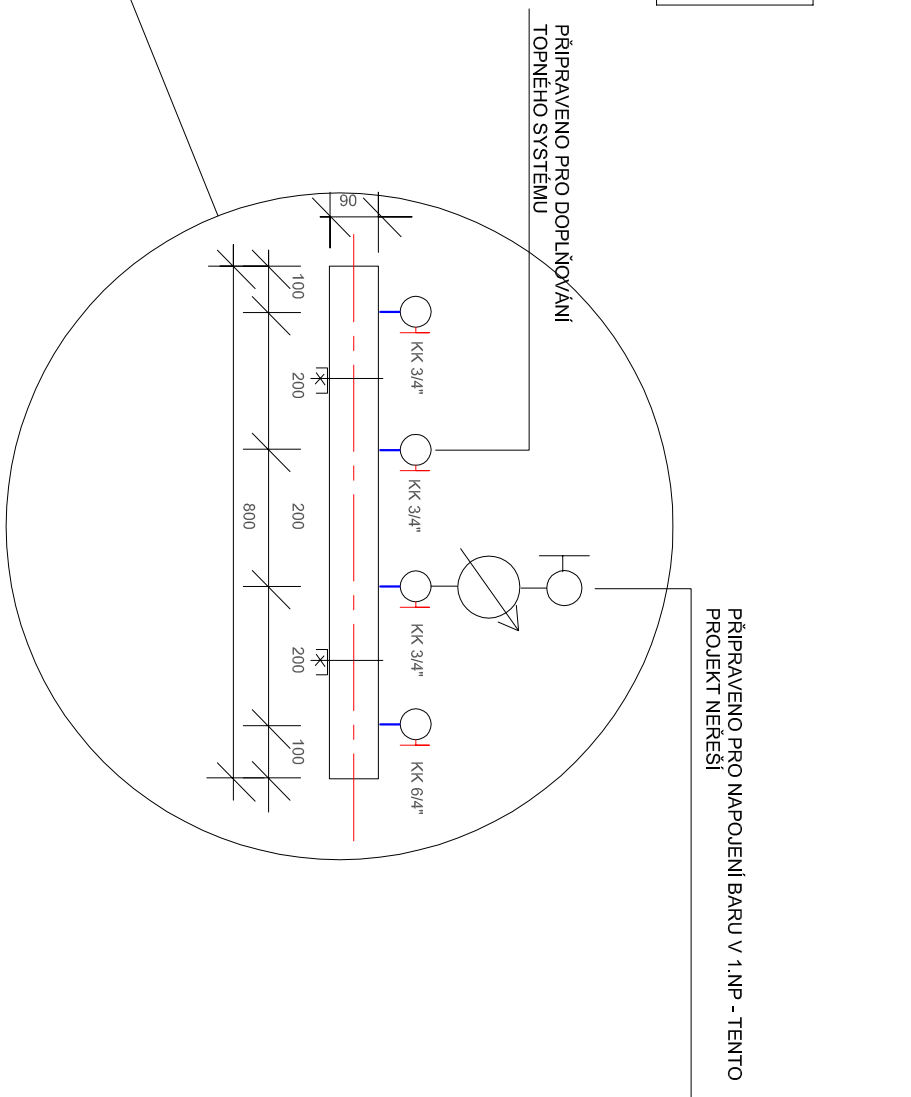 PŘIPRAVENO PRO NAPOJENÍ BARU V 1.NP - TENTO
PROJEKT NEŘEŠÍ
PŘIPRAVENO PRO DOPLŇOVÁNÍ
TOPNÉHO SYSTÉMU
KK 3/4"
KK 3/4"
KK 3/4"
KK 6/4"
90
100
200
200
200
100
800